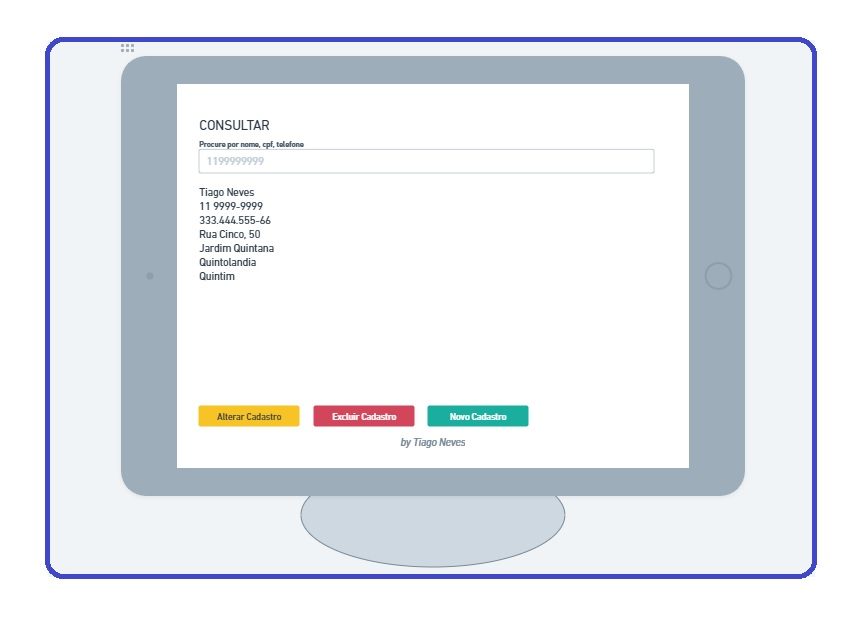 CONSULTAR
Procure por nome, cpf, telefone
1199999999
Tiago Neves
11 9999-9999
333.444.555-66
Rua Cinco, 50
Jardim Quintana
Quintolandia
Quintim
Alterar Cadastro
Excluir Cadastro
Novo Cadastro
by Tiago Neves